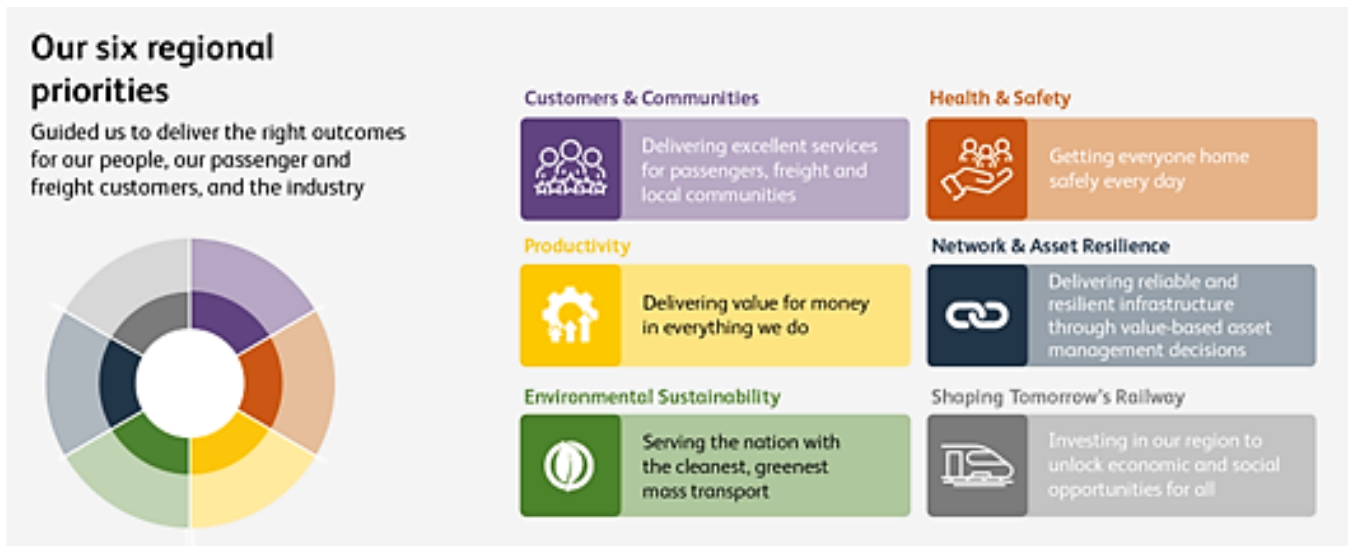 Our six regional
priorities
Guided us to deliver the right outcomes
for our people, our passenger and
freight customers, and the industry
Customers & Communities
Delivering excellent services
for passengers, freight and
local communities
Health & Safety
Getting everyone home
safely every day
Productivity
Delivering value for money
in everything we do
Network & Asset Resilience
Delivering reliable and
resilient infrastructure
through value-based asset
management decisions
Environmental Sustainability
Serving the nation with
the cleanest, greenest
mass transport
Shaping Tomorrow's Railway
Investing in our region to
unlock economic and social
opportunities for all